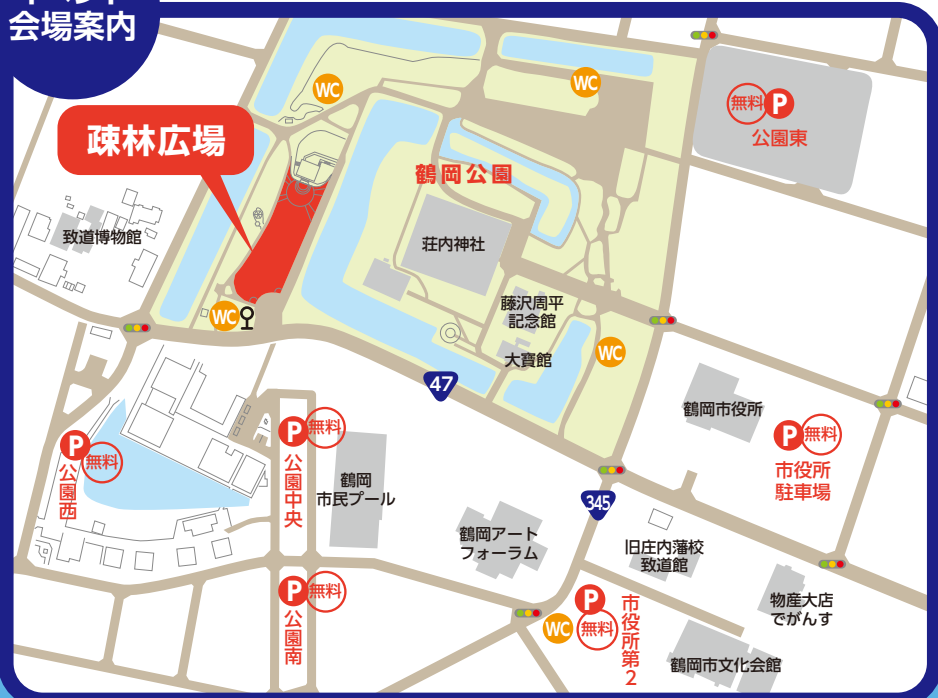 会場案内
疎林広場
WC
WC
無料
P
公園東
鶴岡公園
致道博物館
荘内神社
藤沢周平
記念館
WC
大寶館
WC
47
鶴岡市役所
P
無料
市役所
駐車場
P
無料
公園西
P
無料
公園中央
鶴岡
市民プール
345
鶴岡アート
フォーラム
旧庄内藩校
致道館
P
無料
公園南
WC
P
無料
市役所第2
物産大店
でがんす
鶴岡市文化会館